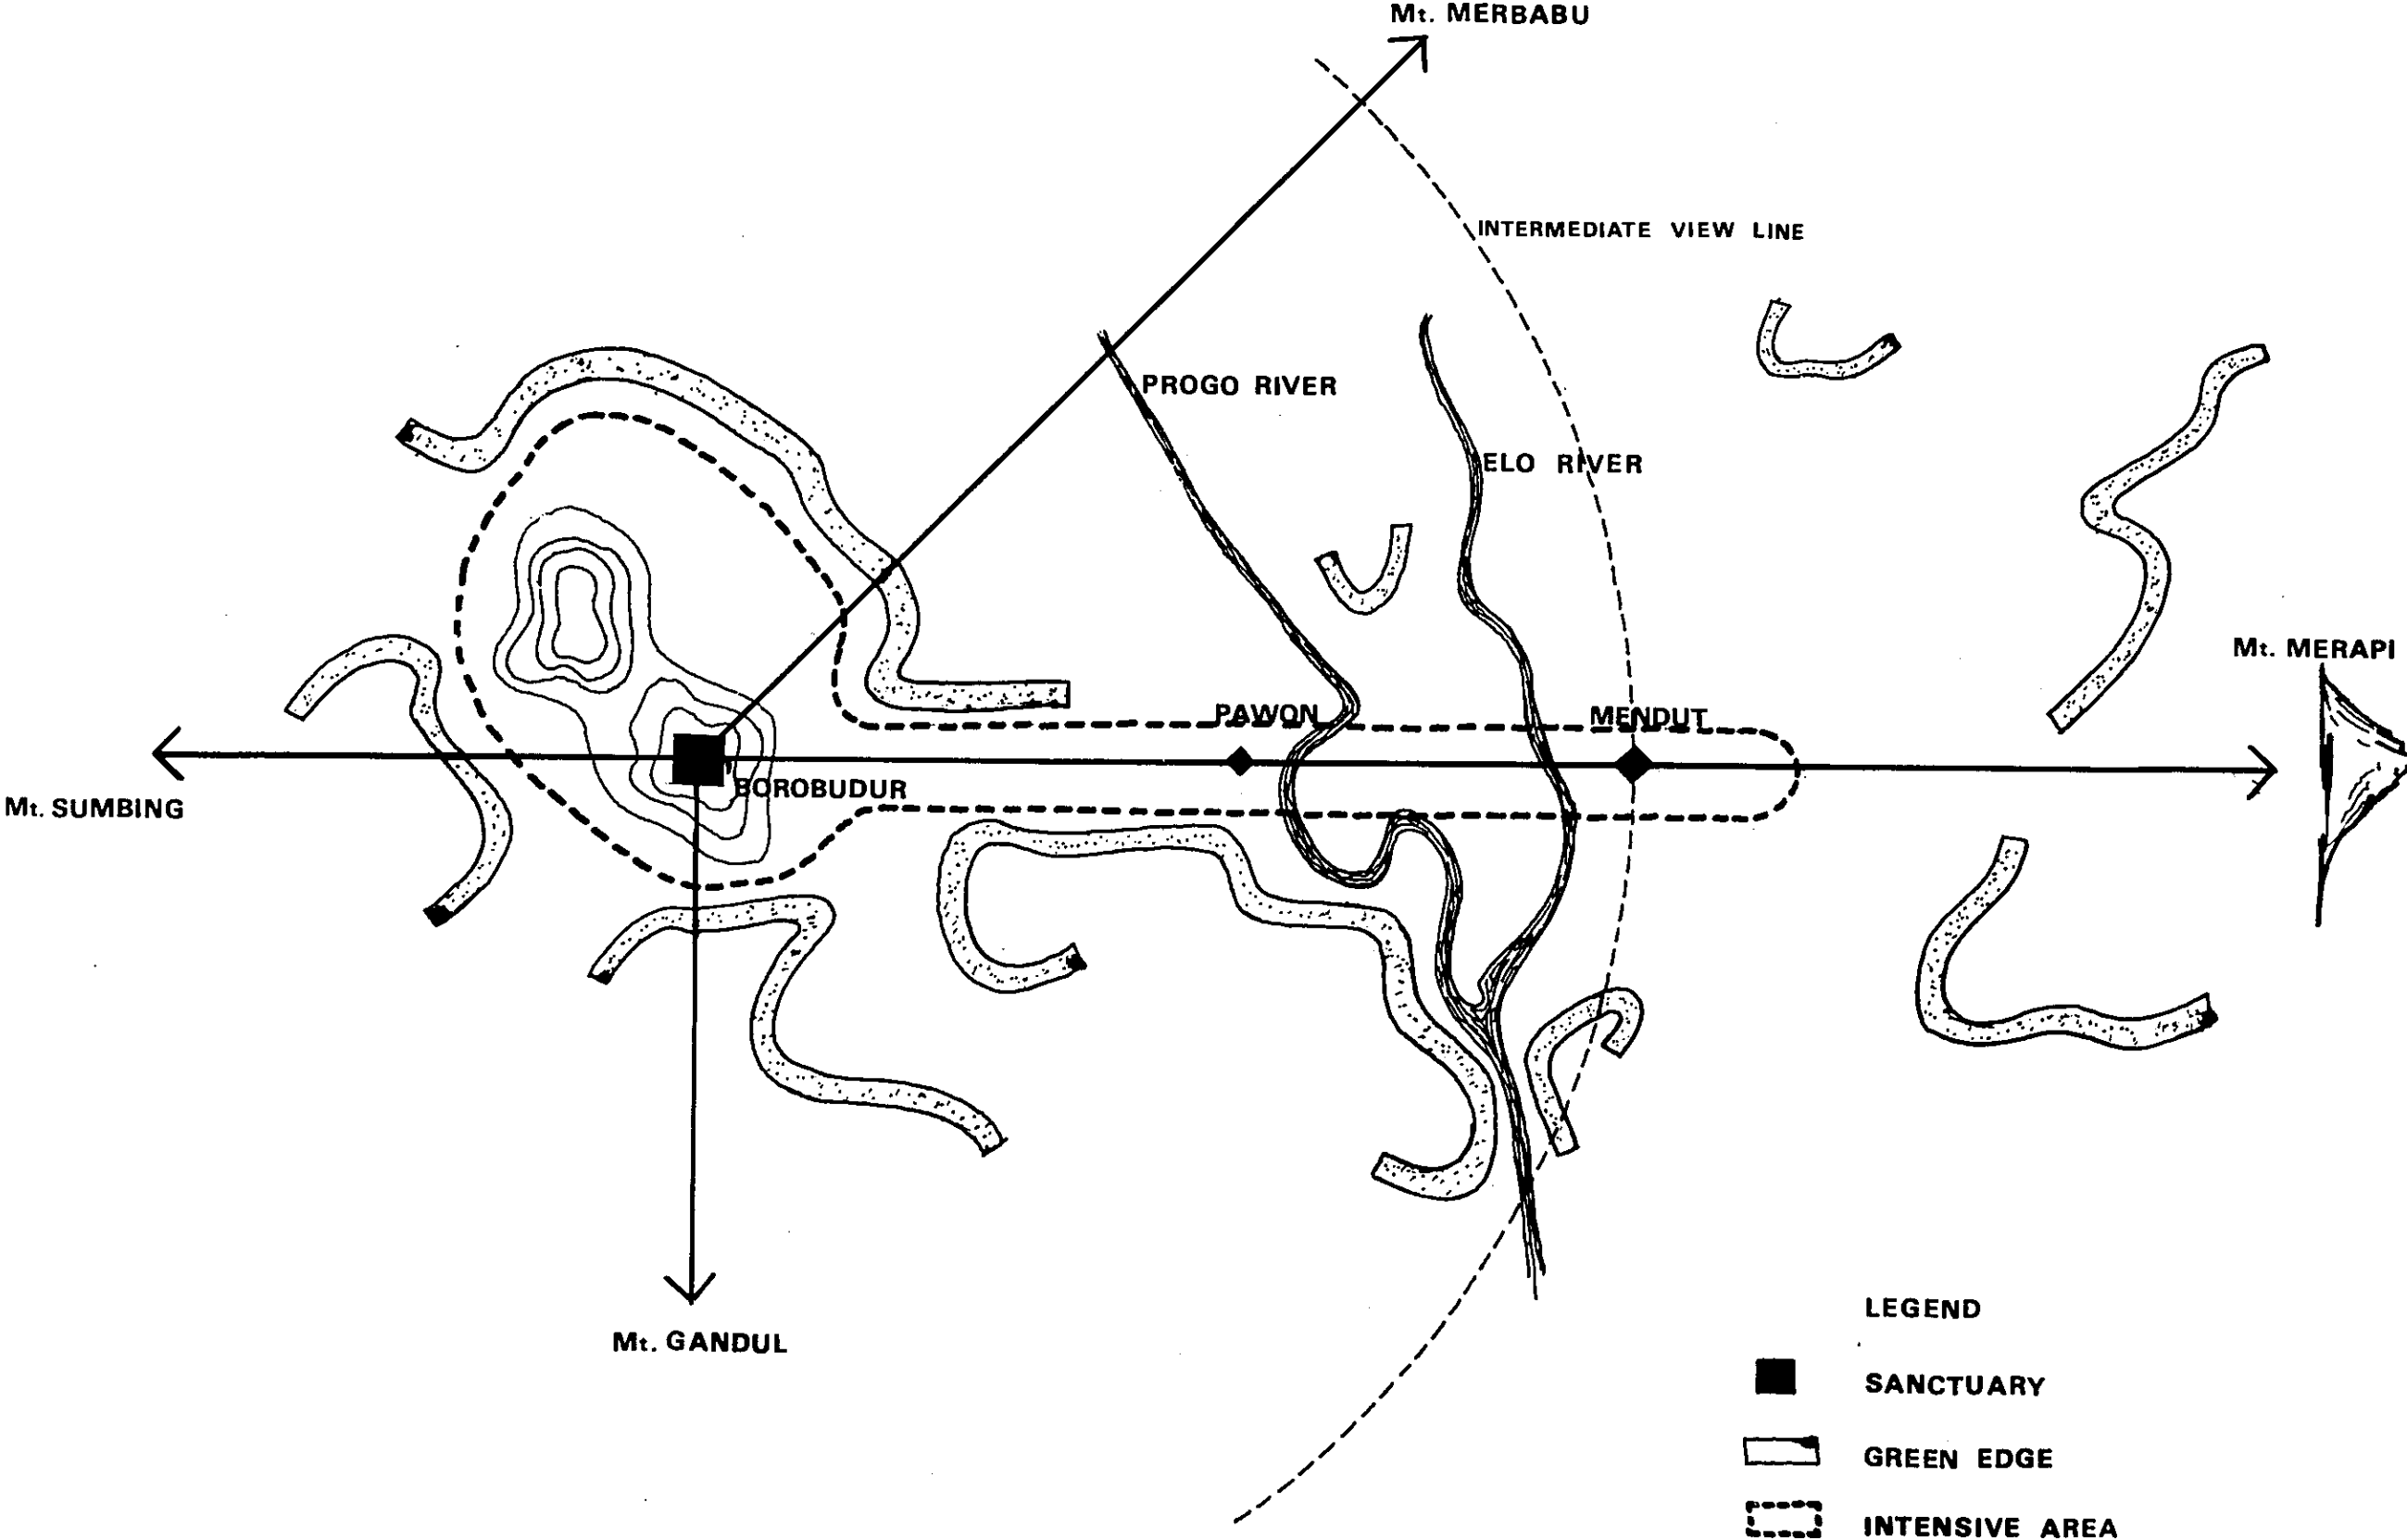 Mt. MERBABU
INTERMEDIATE VIEW LINE
PROGO RIVER
ELO RIVER
Mt. MERAPI
PAWON
MENDUT
BOROBUDUR
Mt. SUMBING
Mt. GANDUL
LEGEND
SANCTUARY
GREEN EDGE
INTENSIVE AREA